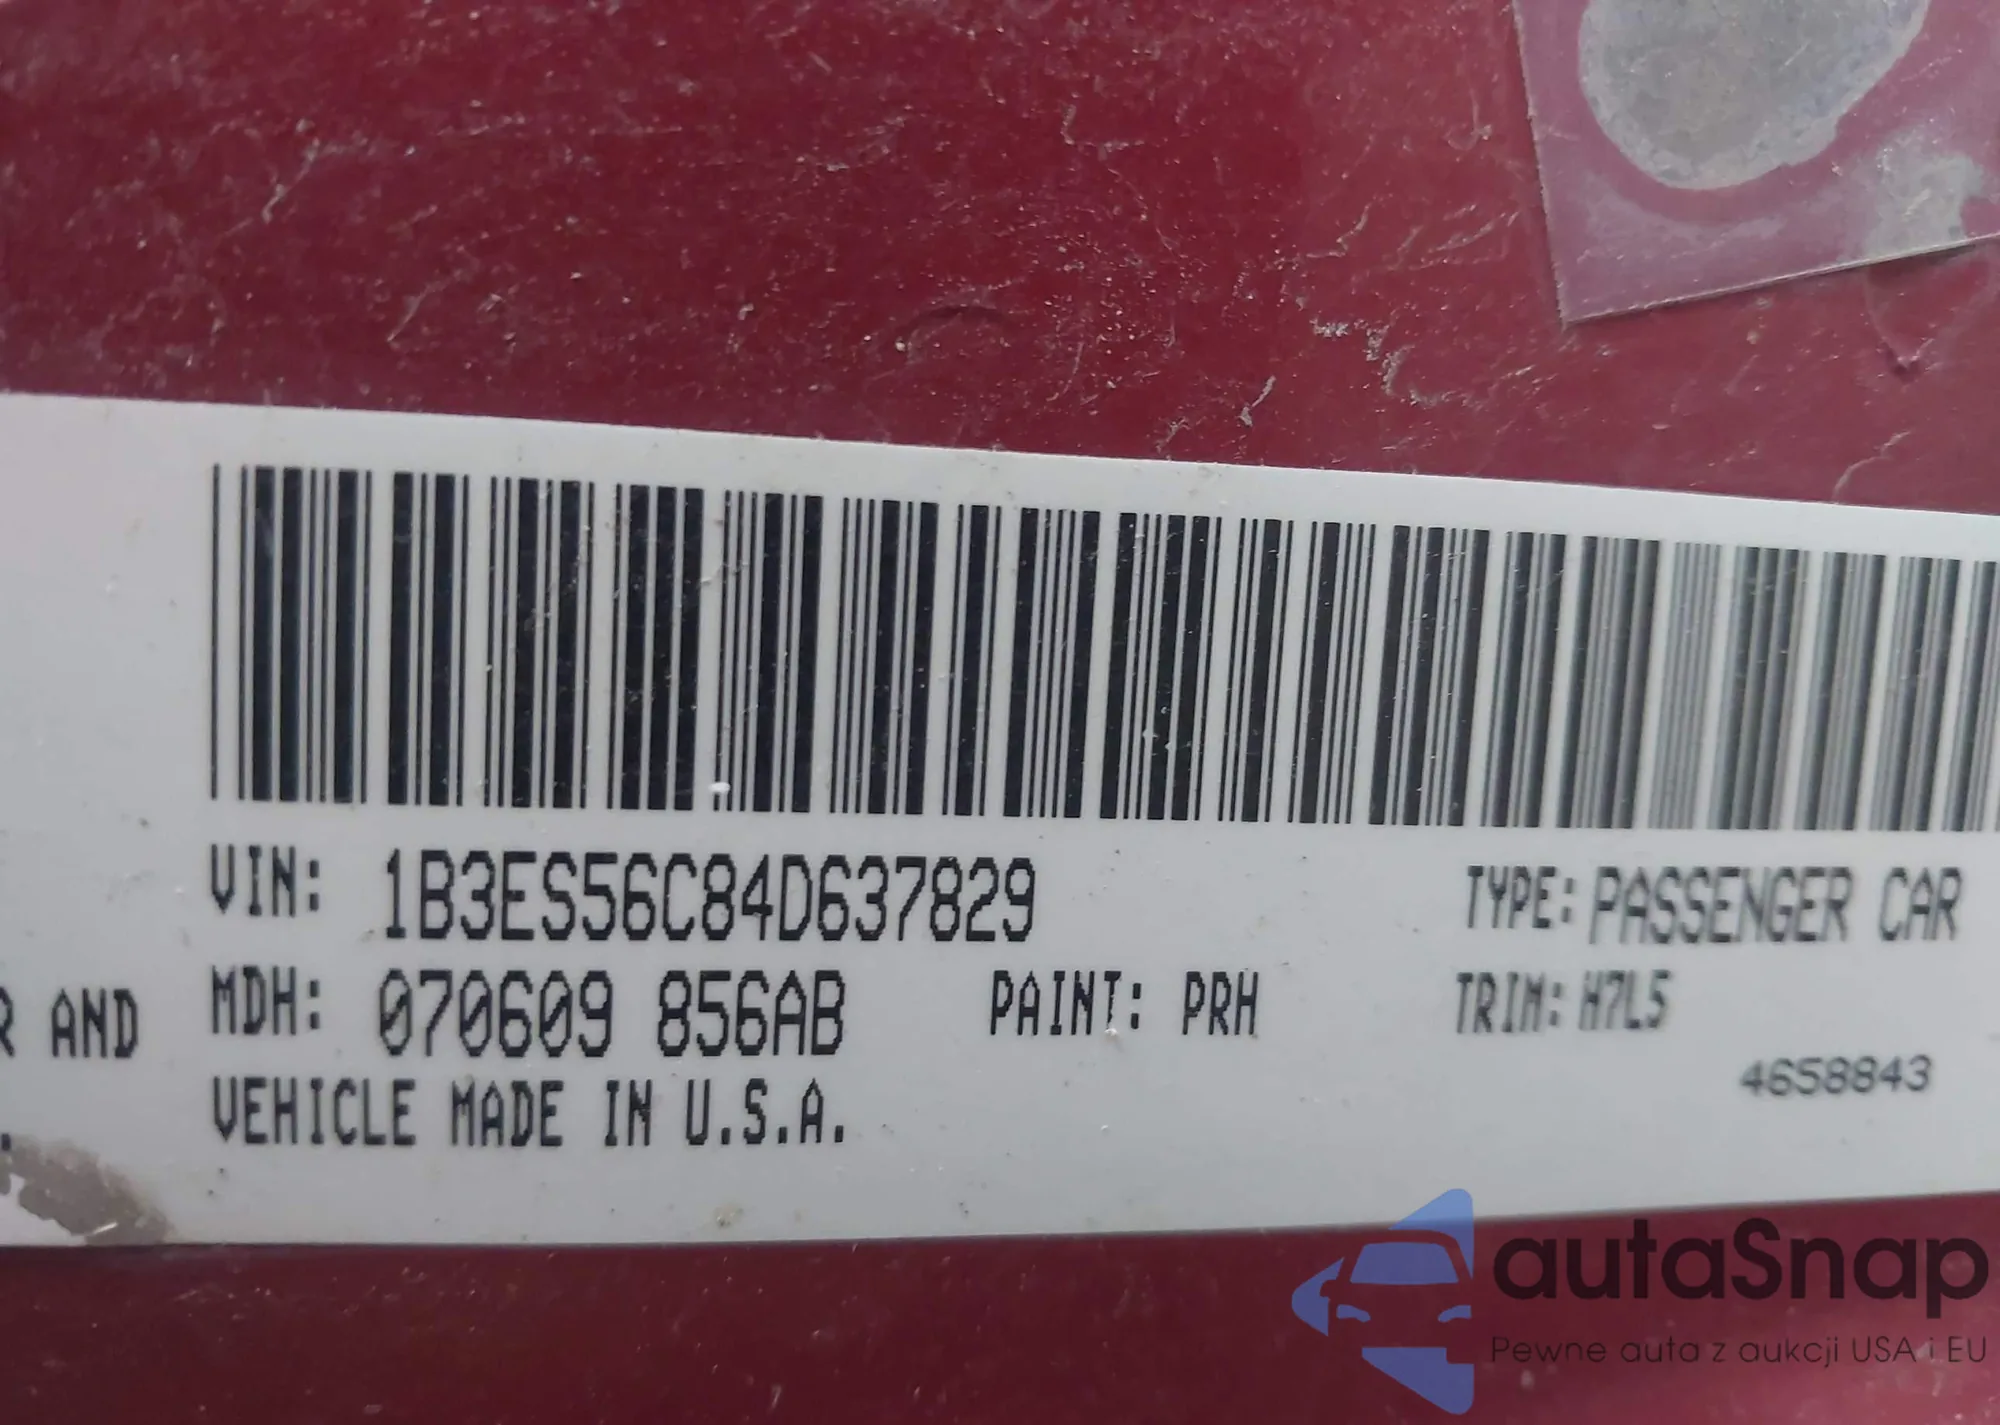 VIN: 1B3ES56C84D637829 TYPE: PASSENGER CAR
R AND MDH: 070609 856AB PAINT: PRH TRIM: H7L5
4658843
VEHICLE MADE IN U.S.A.
autaSnap
Pewne auta z aukcji USA i EU